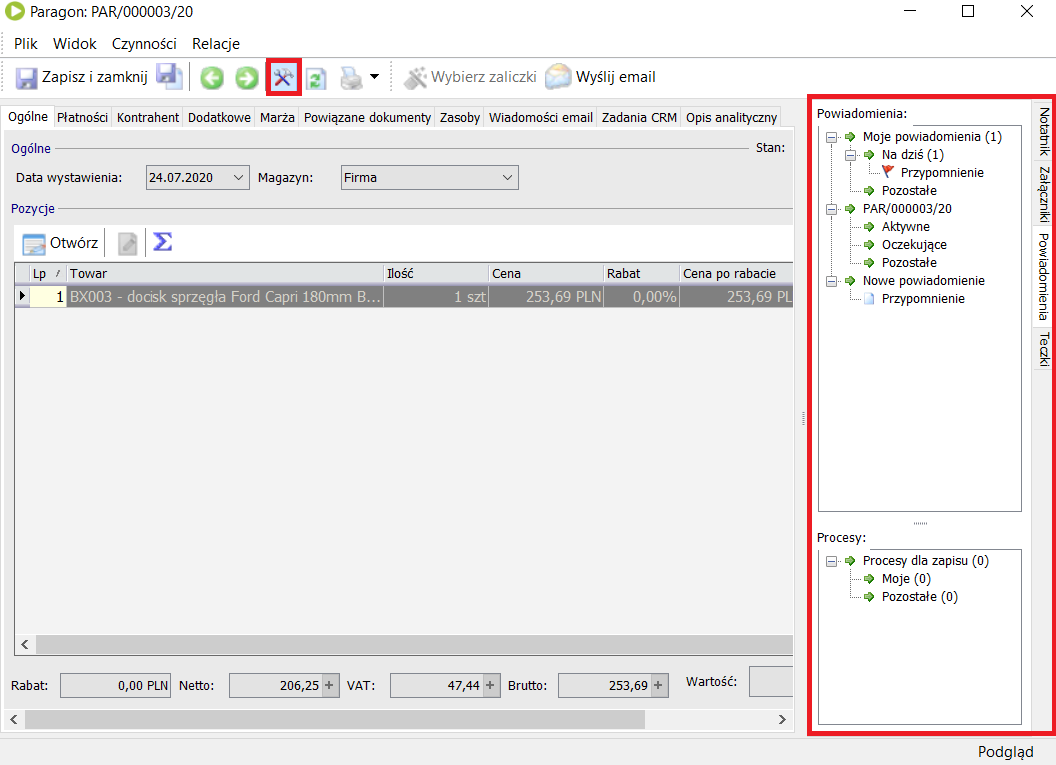 Paragon: PAR/000003/20
Plik Widok Czynności Relacje
Zapisz i zamknij Wybierz zaliczki Wyślij email
Ogólne Płatności Kontrahent Dodatkowe Marża Powiązane dokumenty Zasoby Wiadomości email Zadania CRM Opis analityczny
Ogólne Stan:
Data wystawienia: 24.07.2020 Magazyn: Firma
Pozycje
Otwórz Σ
Lp / Towar Ilość Cena Rabat Cena po rabacie
1 BX003 - docisk sprzęgła Ford Capri 180mm B... 1 szt 253,69 PLN 0,00% 253,69 PL
Rabat: 0,00 PLN Netto: 206,25 + VAT: 47,44 + Brutto: 253,69 + Wartość:
Powiadomienia:
Moje powiadomienia (1)
Na dziś (1)
Przypomnienie
Pozostałe
PAR/000003/20
Aktywne
Oczekujące
Pozostałe
Nowe powiadomienie
Przypomnienie
Procesy:
Procesy dla zapisu (0)
Moje (0)
Pozostałe (0)
Notatnik
Załączniki
Powiadomienia
Teczki
Podgląd